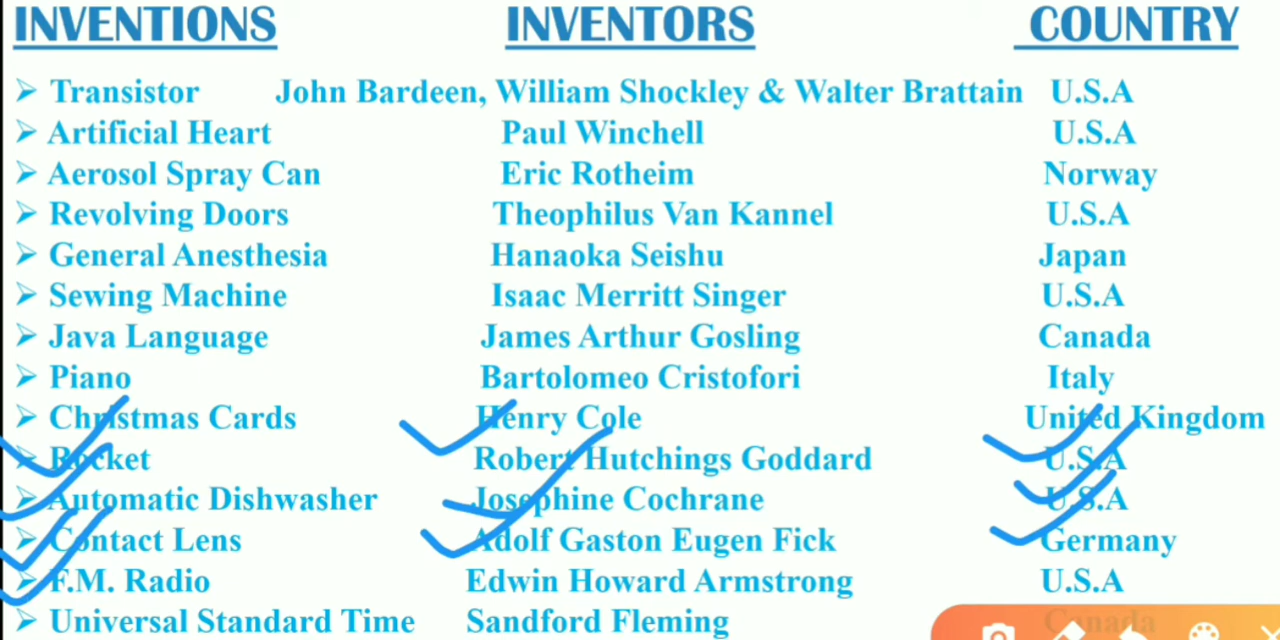 INVENTIONS INVENTORS COUNTRY
➢ Transistor John Bardeen, William Shockley & Walter Brattain U.S.A
➢ Artificial Heart Paul Winchell U.S.A
➢ Aerosol Spray Can Eric Rotheim Norway
➢ Revolving Doors Theophilus Van Kannel U.S.A
➢ General Anesthesia Hanaoka Seishu Japan
➢ Sewing Machine Isaac Merritt Singer U.S.A
➢ Java Language James Arthur Gosling Canada
➢ Piano Bartolomeo Cristofori Italy
➢ Christmas Cards Henry Cole United Kingdom
➢ Rocket Robert Hutchings Goddard U.S.A
➢ Automatic Dishwasher Josephine Cochrane U.S.A
➢ Contact Lens Adolf Gaston Eugen Fick Germany
➢ F.M. Radio Edwin Howard Armstrong U.S.A
➢ Universal Standard Time Sandford Fleming Canada